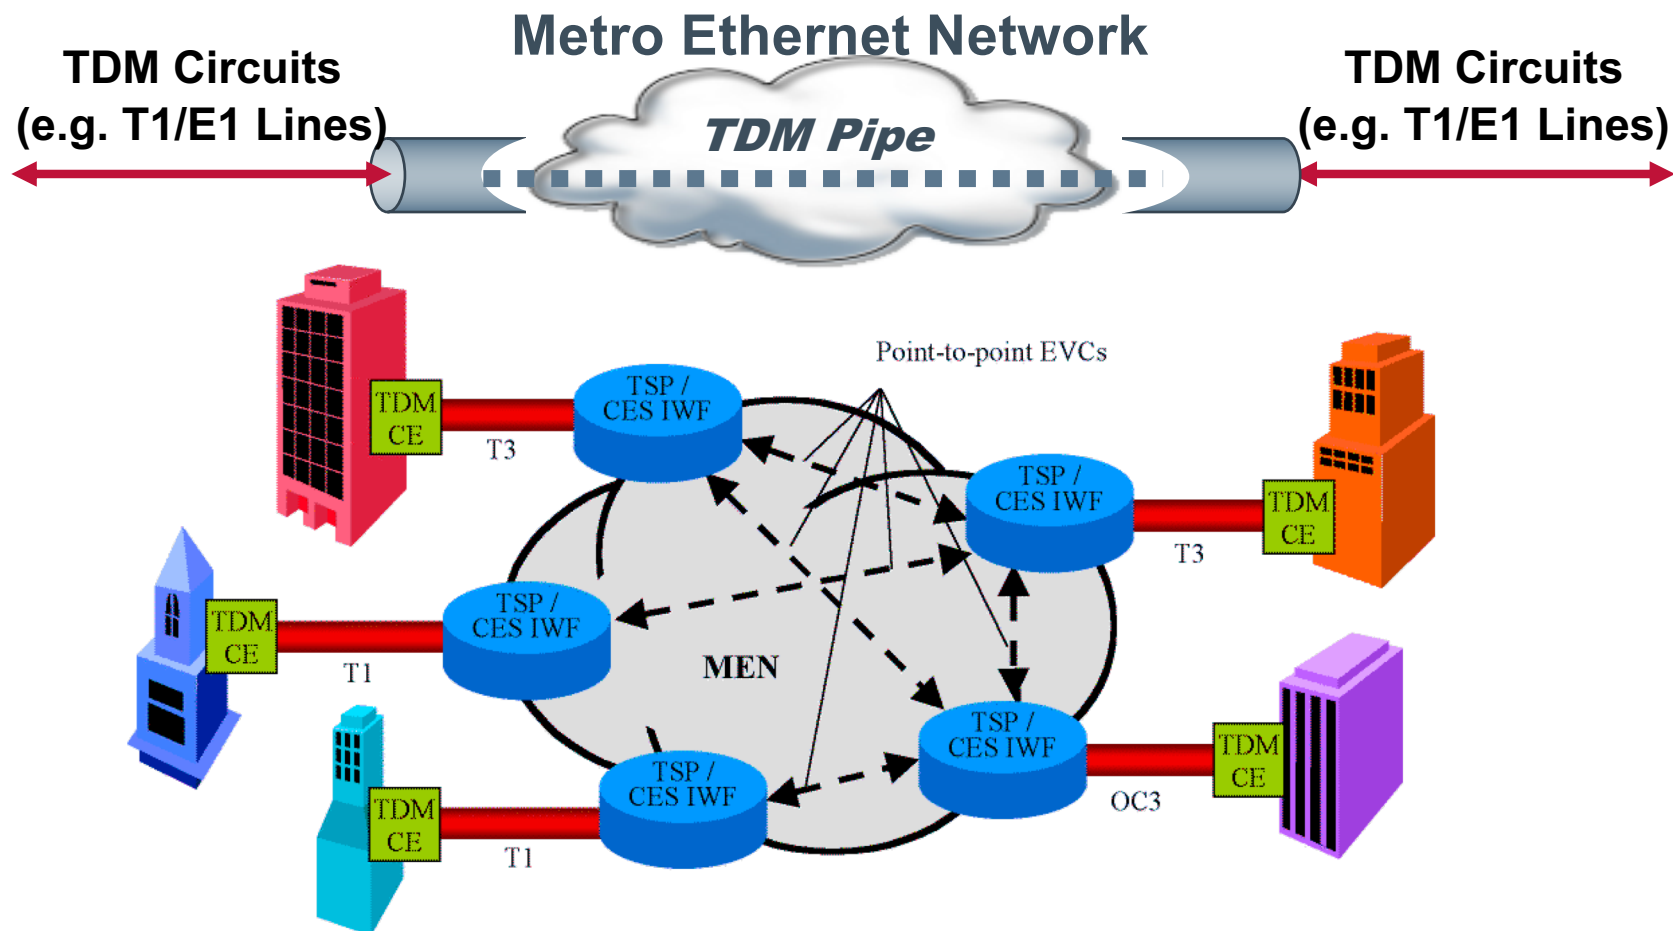 Metro Ethernet Network
TDM Circuits
(e.g. T1/E1 Lines)
TDM Pipe
TDM Circuits
(e.g. T1/E1 Lines)
Point-to-point EVCs
TDM
CE
T3
TSP /
CES IWF
TSP /
CES IWF
T3
TDM
CE
TDM
CE
T1
TSP /
CES IWF
MEN
TSP /
CES IWF
OC3
TDM
CE
TDM
CE
T1
TSP /
CES IWF